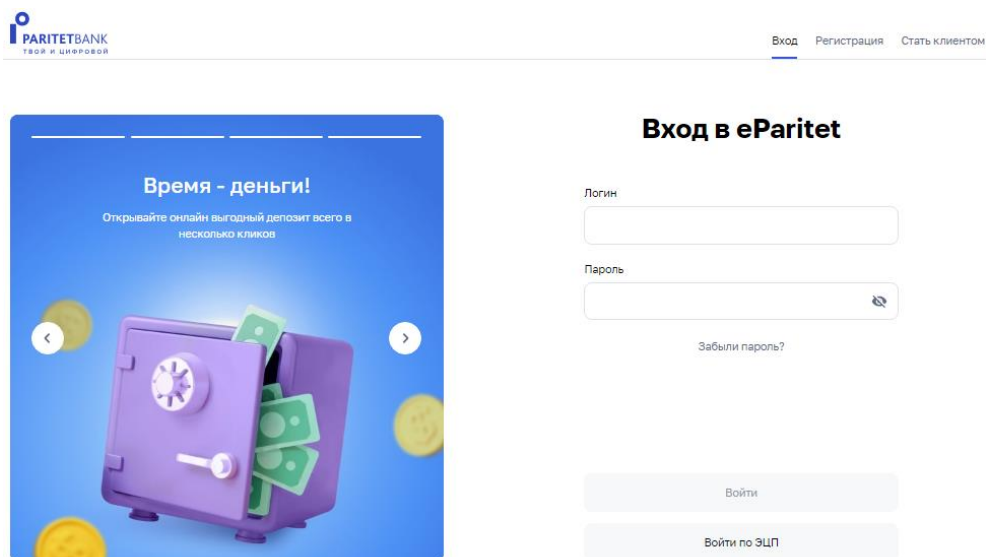 PARITETBANK
ТВОЙ И ЦИФРОВОЙ
Вход Регистрация Стать клиентом
Время - деньги!
Открывайте онлайн выгодный депозит всего в
несколько кликов
Вход в eParitet
Логин
Пароль
Забыли пароль?
Войти
Войти по ЭЦП